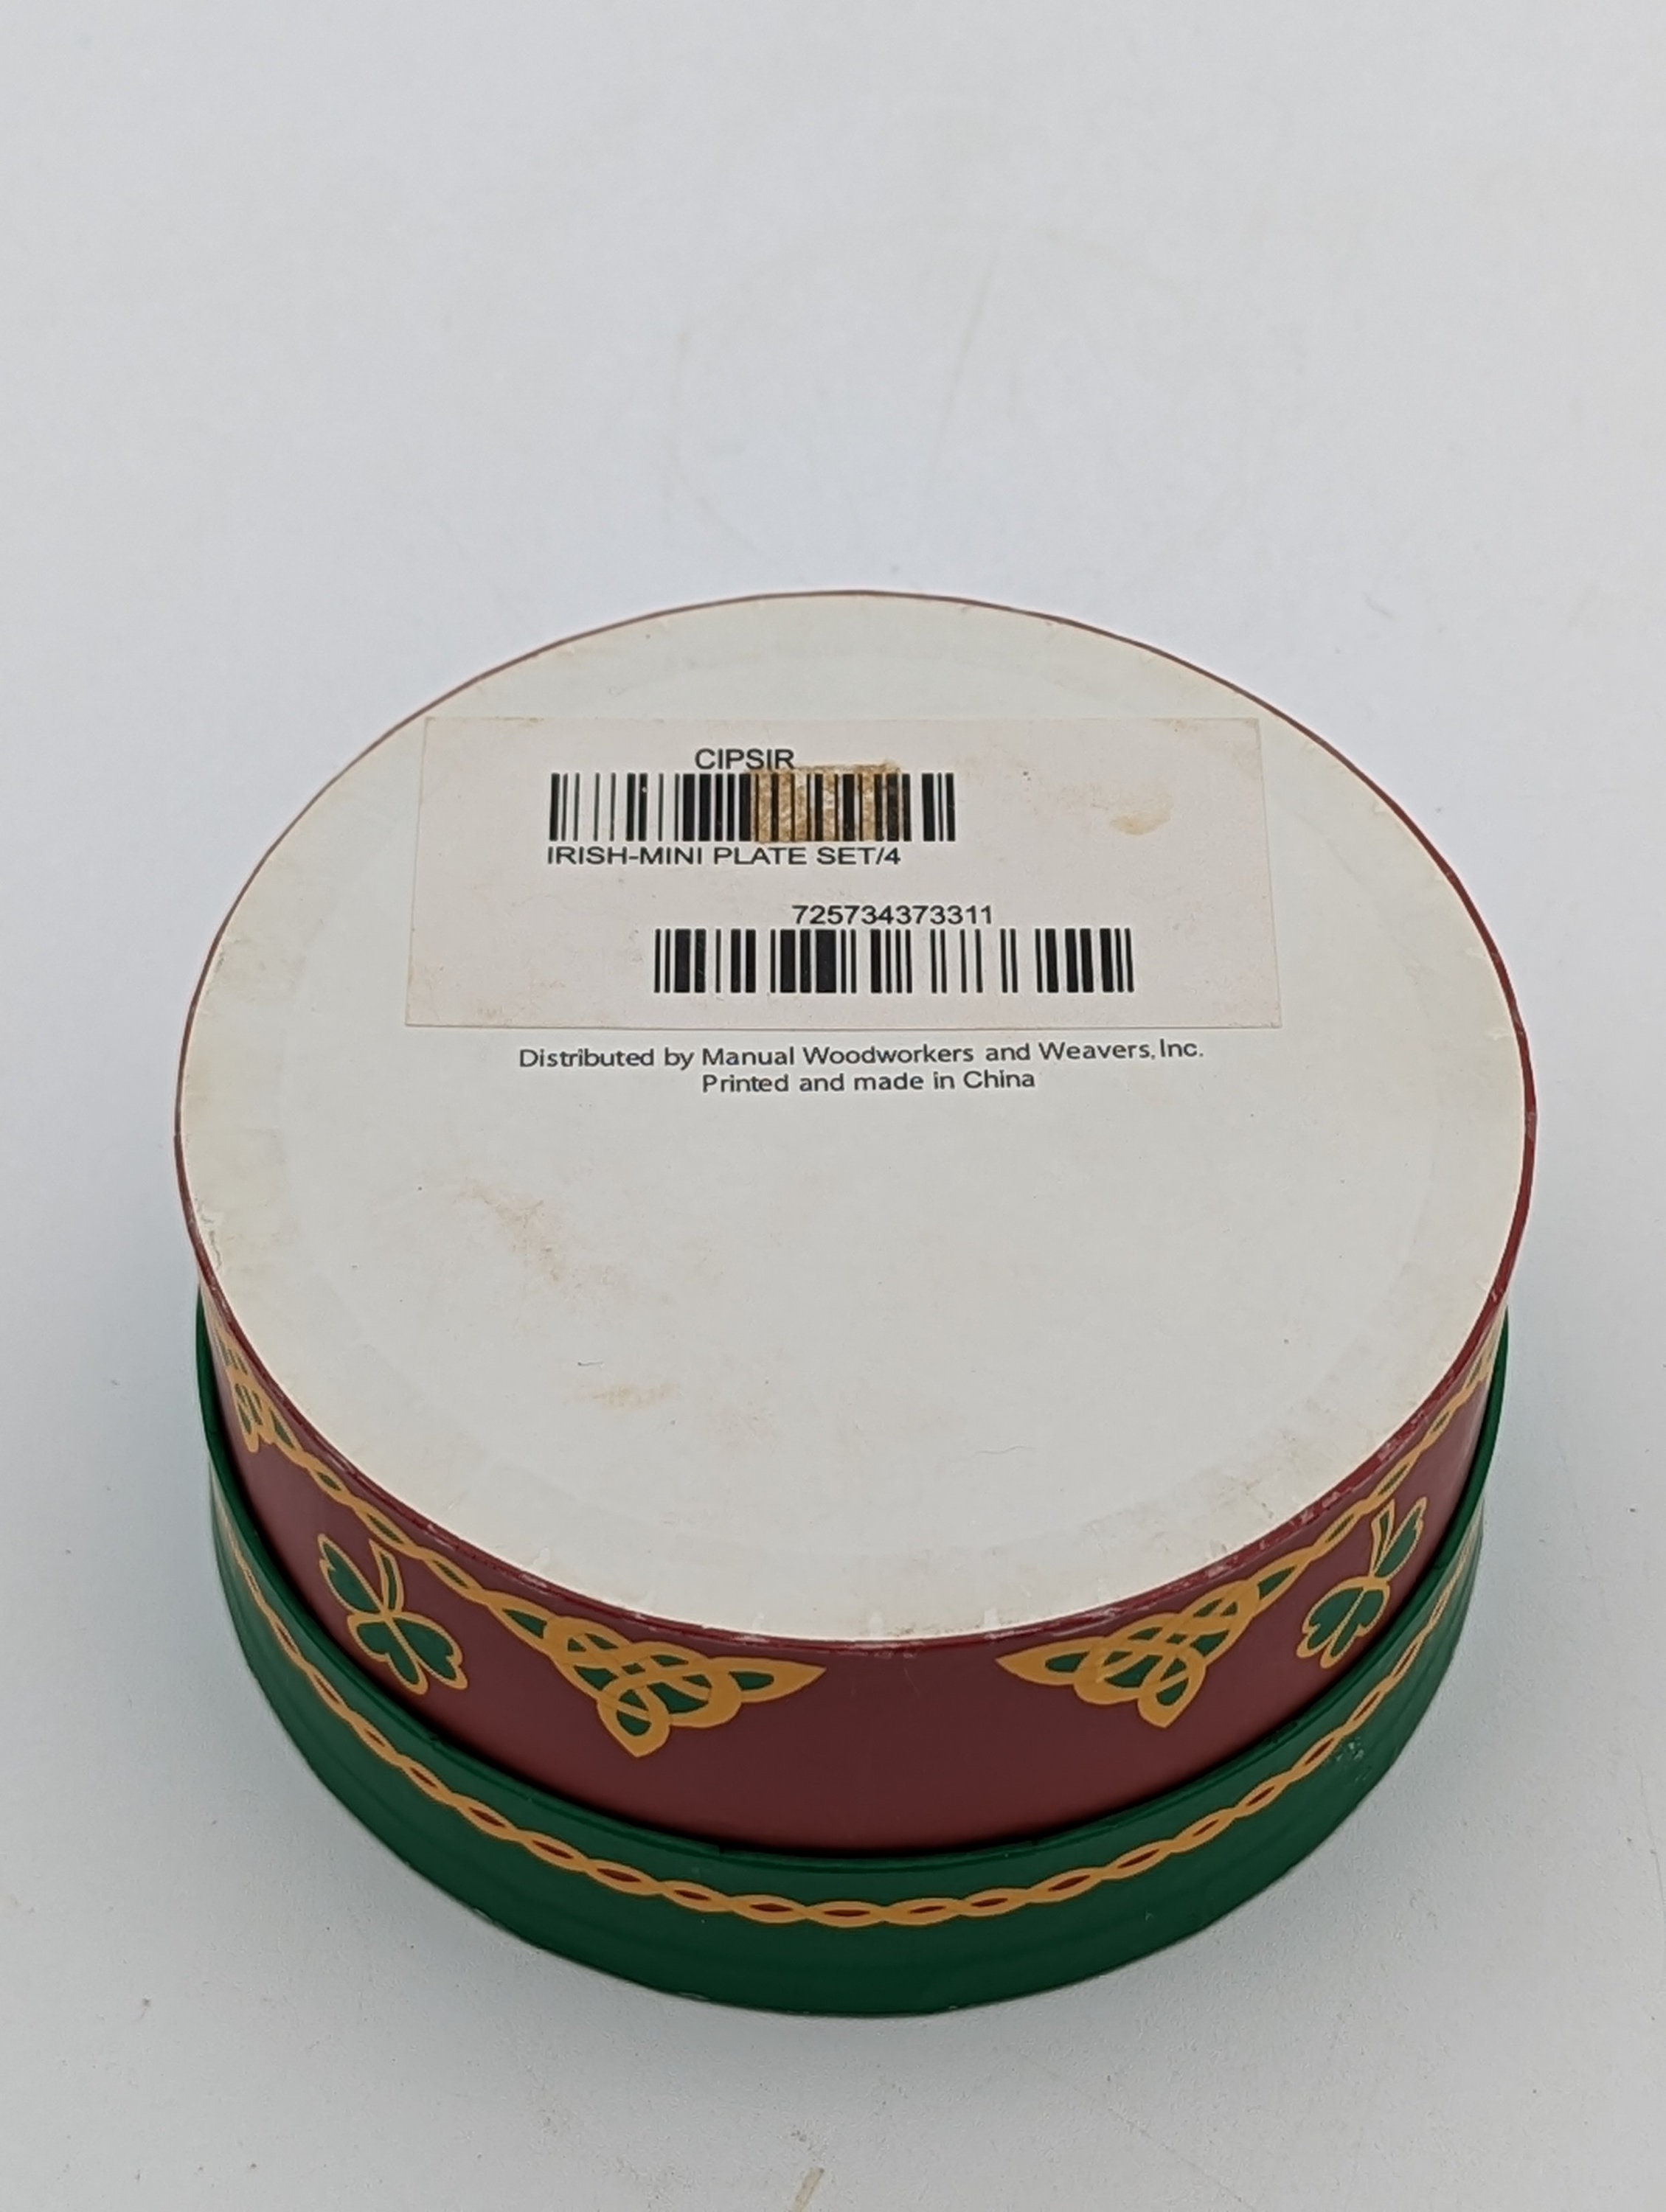 CIPSIR
IRISH-MINI PLATE SET/4
725734373311
Distributed by Manual Woodworkers and Weavers, Inc.
Printed and made in China